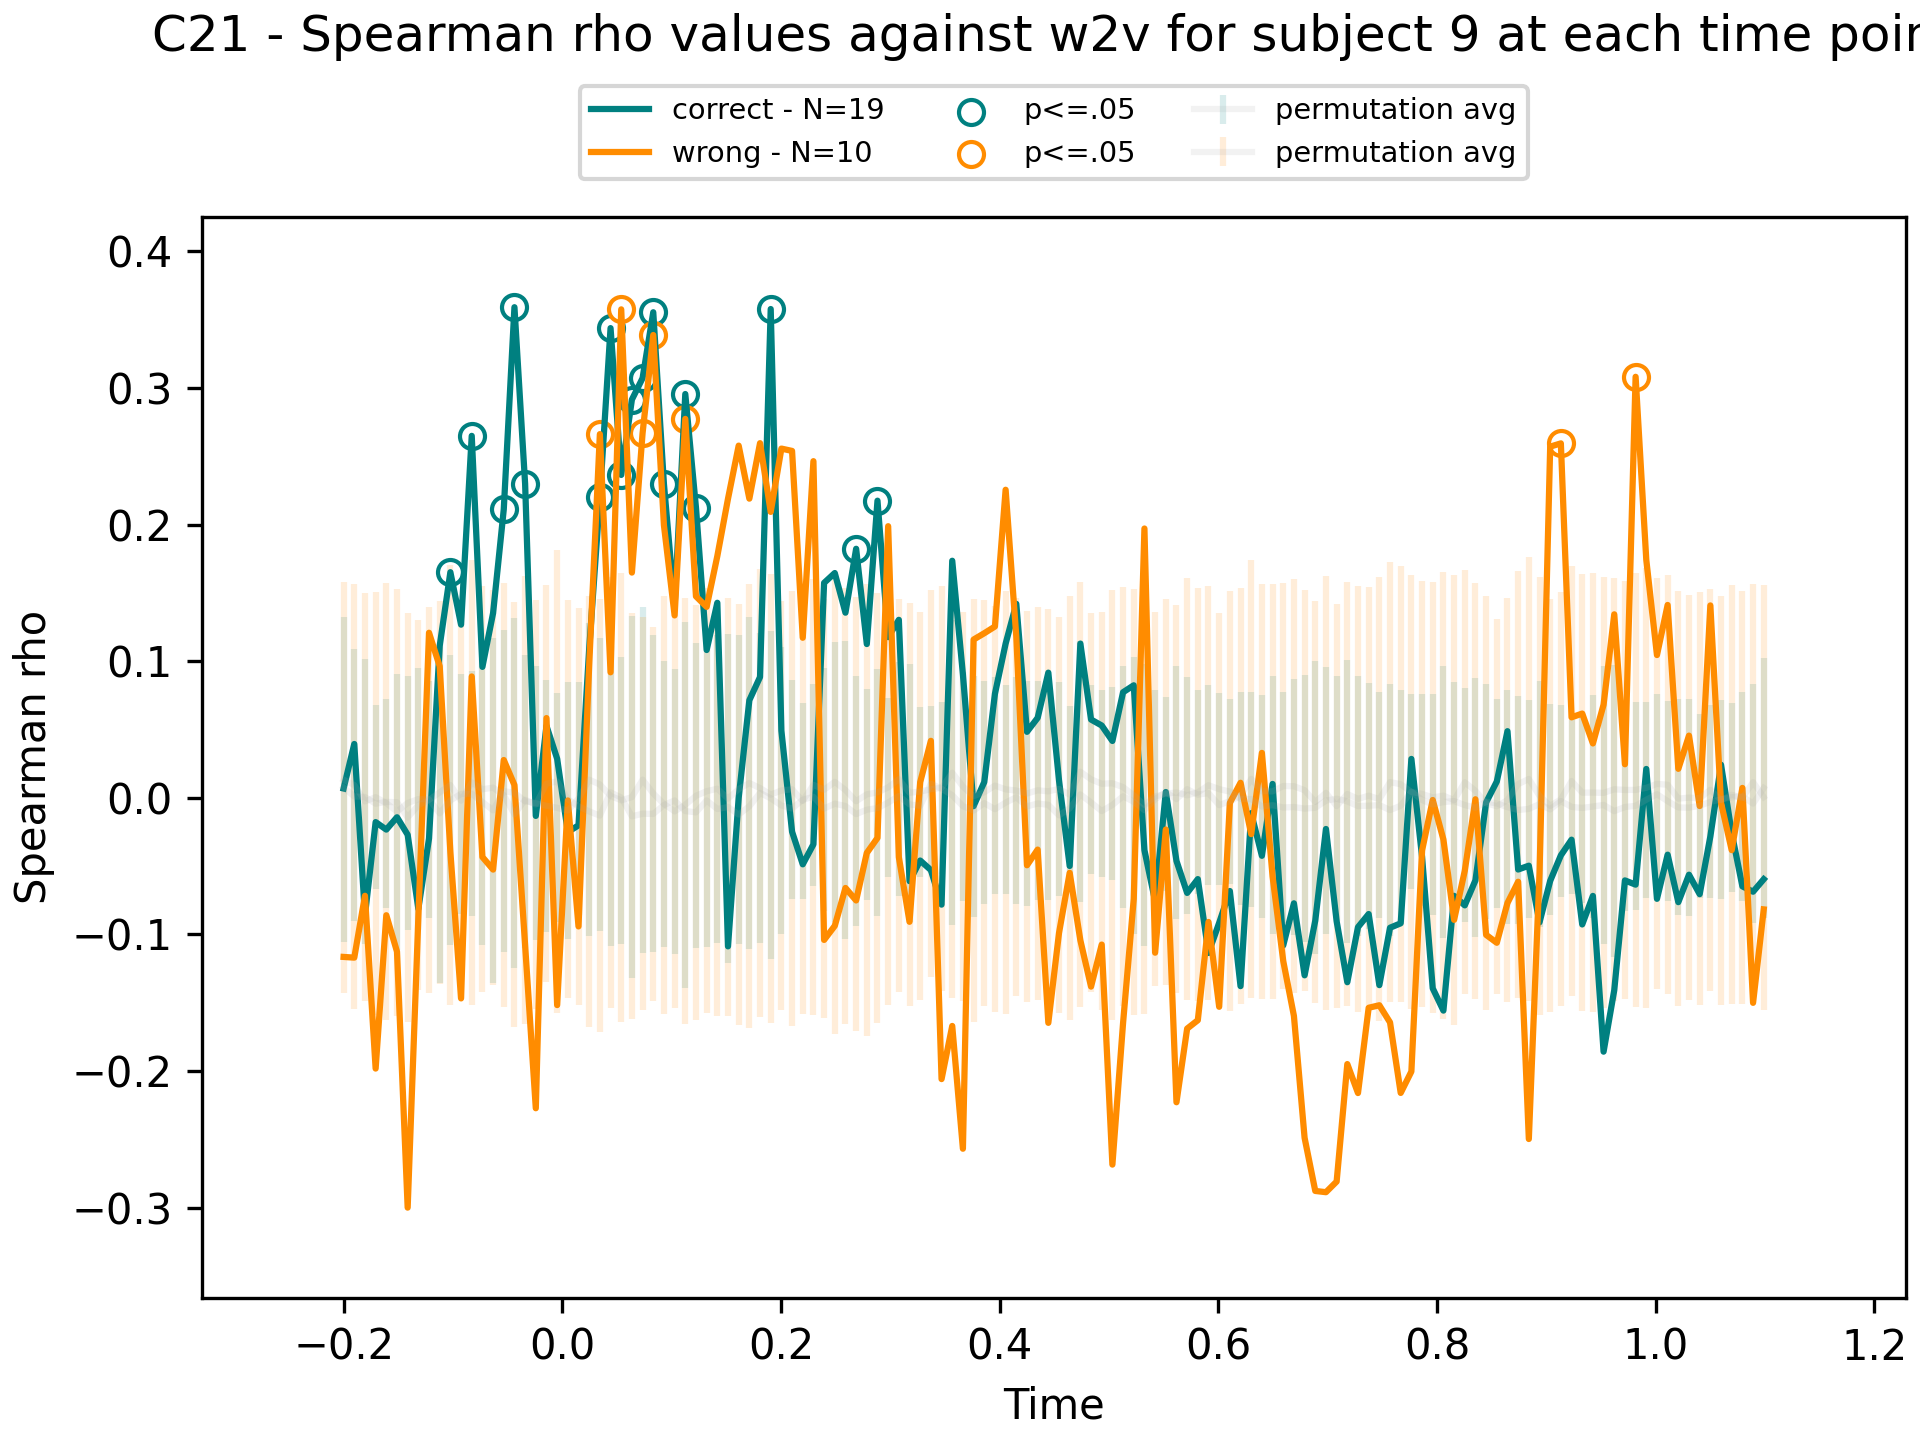 C21 - Spearman rho values against w2v for subject 9 at each time poin
correct - N=19
wrong - N=10
p<=.05
p<=.05
permutation avg
permutation avg
0.4
0.3
0.2
0.1
0.0
−0.1
−0.2
−0.3
Spearman rho
−0.2 0.0 0.2 0.4 0.6 0.8 1.0 1.2
Time